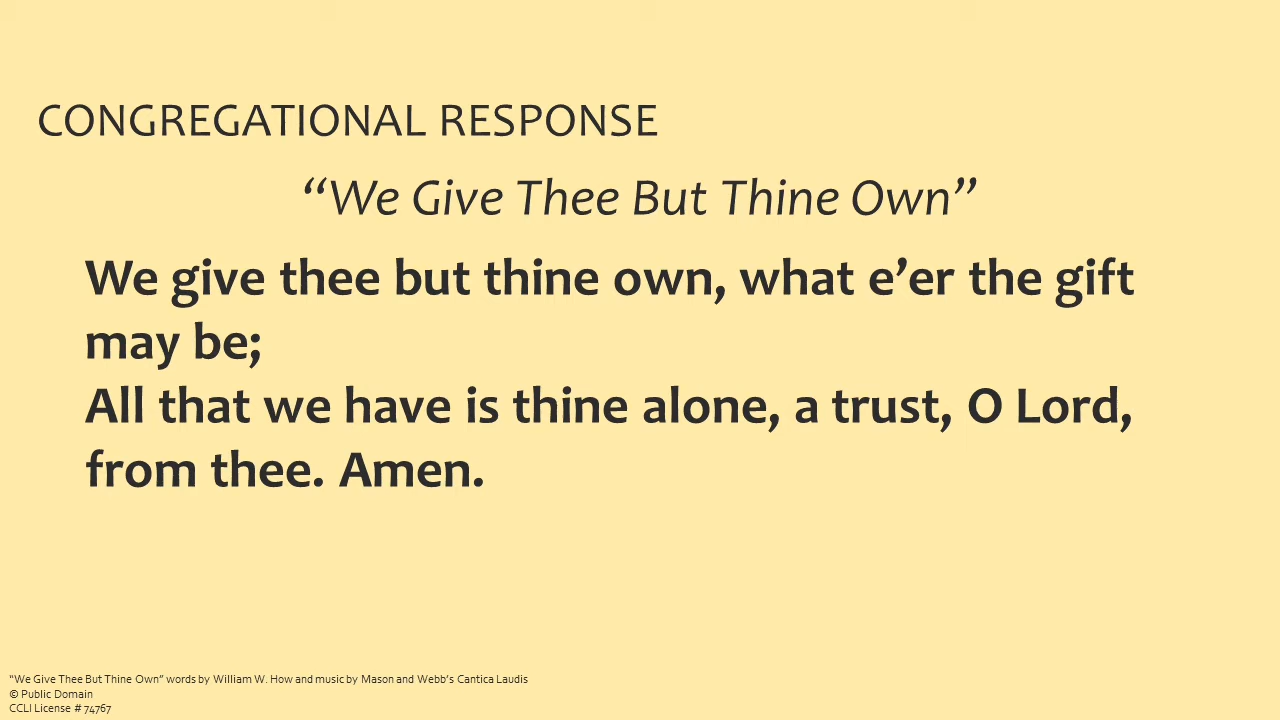 CONGREGATIONAL RESPONSE
“We Give Thee But Thine Own”
We give thee but thine own, what e’er the gift
may be;
All that we have is thine alone, a trust, O Lord,
from thee. Amen.
“We Give Thee But Thine Own” words by William W. How and music by Mason and Webb’s Cantica Laudis
© Public Domain
CCLI License # 74767